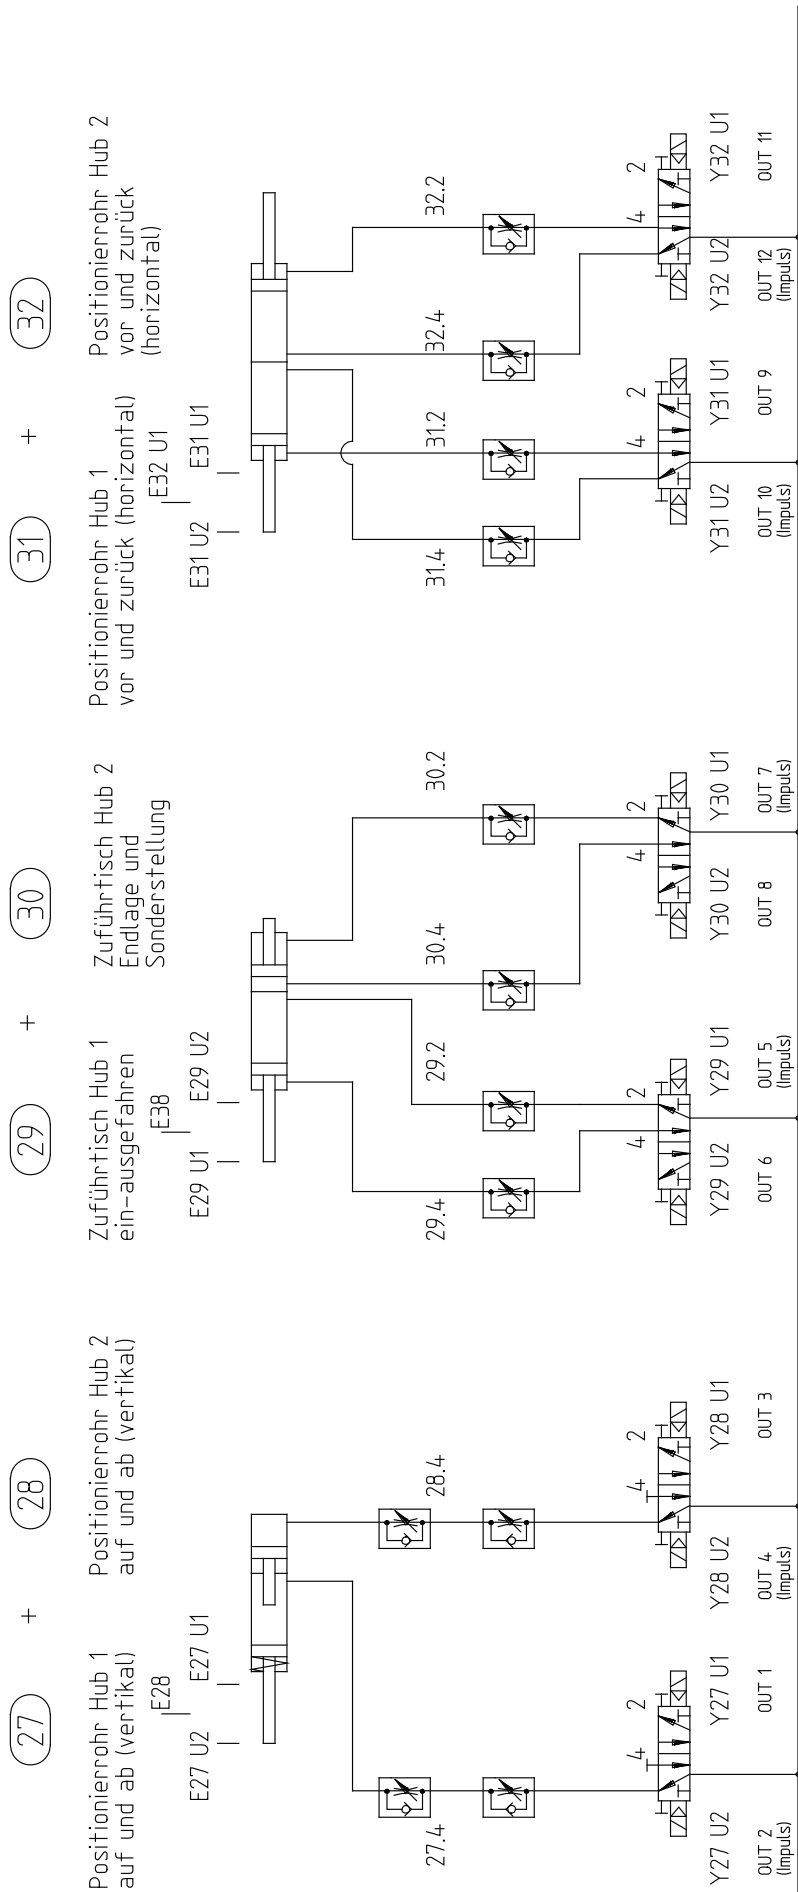 27
+
28
29
+
30
31
+
32
Positionierrohr Hub 1
auf und ab (vertikal)
Positionierrohr Hub 2
auf und ab (vertikal)
Zuführtisch Hub 1
ein-ausgefahren
Zuführtisch Hub 2
Endlage und
Sonderstellung
Positionierrohr Hub 1
vor und zurück (horizontal)
Positionierrohr Hub 2
vor und zurück
(horizontal)
E28
E27 U2
E27 U1
E38
E29 U1
E29 U2
E32 U1
E31 U2
E31 U1
27.4
28.4
29.4
29.2
30.4
30.2
31.4
31.2
32.4
32.2
4
2
4
2
4
2
4
2
4
2
4
2
Y27 U2
Y27 U1
Y28 U2
Y28 U1
Y29 U2
Y29 U1
Y30 U2
Y30 U1
Y31 U2
Y31 U1
Y32 U2
Y32 U1
OUT 2
(Impuls)
OUT 1
OUT 4
(Impuls)
OUT 3
OUT 6
OUT 5
(Impuls)
OUT 8
OUT 7
(Impuls)
OUT 10
(Impuls)
OUT 9
OUT 12
(Impuls)
OUT 11